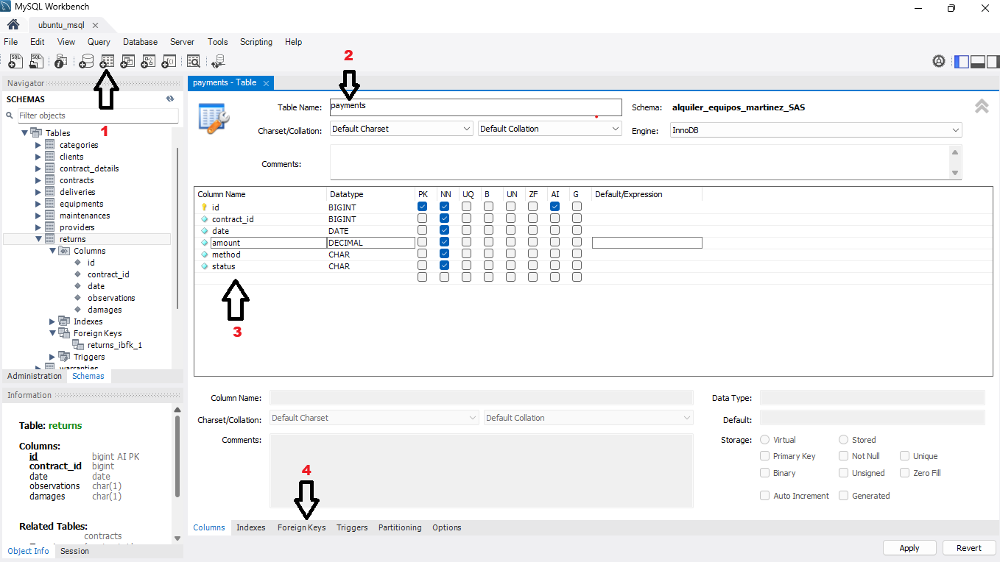 MySQL Workbench
ubuntu_msql
File Edit View Query Database Server Tools Scripting Help
SQL SQL
1
2
Navigator
SCHEMAS
Filter objects
Tables
categories
clients
contract_details
contracts
deliveries
equipments
maintenances
providers
returns
Columns
id
contract_id
date
observations
damages
Indexes
Foreign Keys
returns_ibfk_1
Triggers
warranties
Administration Schemas
Information
Table: returns
Columns:
id bigint AI PK
contract_id bigint
date date
observations char(1)
damages char(1)
Related Tables:
contracts
Object Info Session
payments - Table
Table Name: payments Schema: alquiler_equipos_martinez_SAS
Charset/Collation: Default Charset Default Collation Engine: InnoDB
Comments:
Column Name Datatype PK NN UQ B UN ZF AI G Default/Expression
id BIGINT
contract_id BIGINT
date DATE
amount DECIMAL
method CHAR
status CHAR
3
Column Name: Data Type:
Charset/Collation: Default Charset Default Collation Default:
Comments: Storage: Virtual Stored
Primary Key Not Null Unique
Binary Unsigned Zero Fill
Auto Increment Generated
4
Columns Indexes Foreign Keys Triggers Partitioning Options
Apply Revert